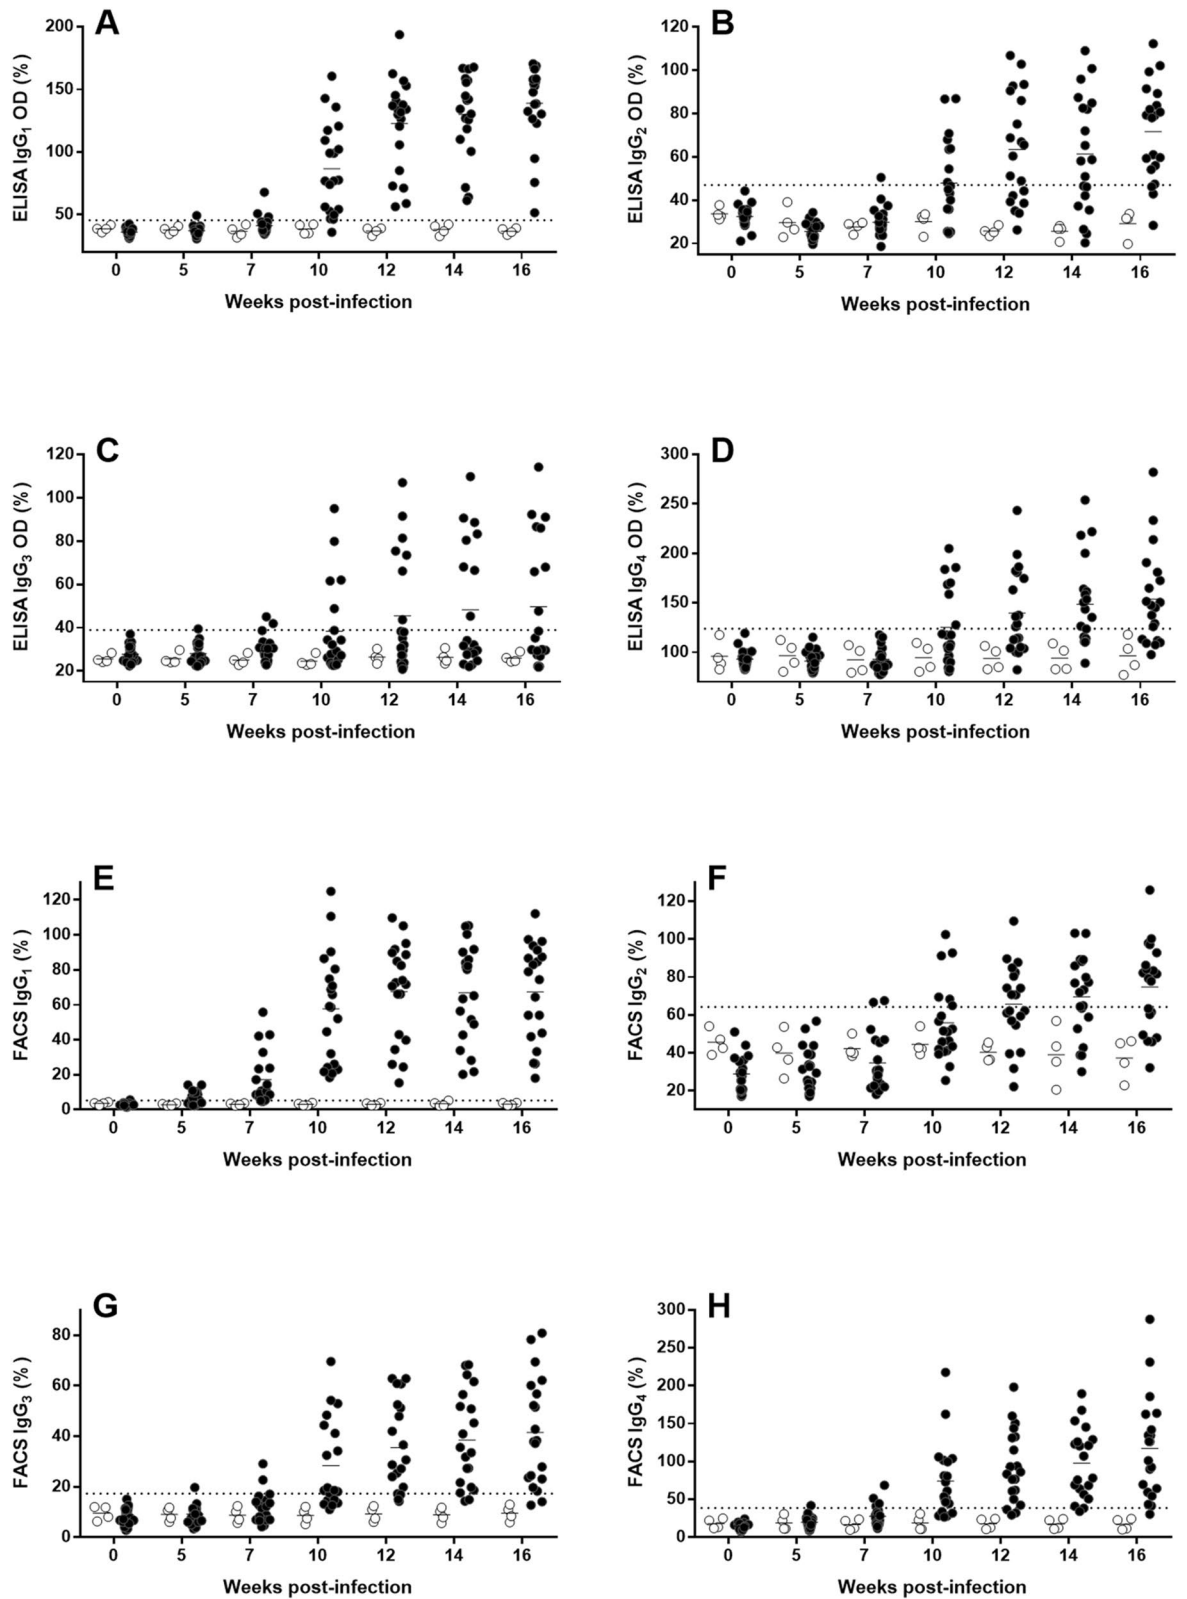 A
ELISA IgG1 OD (%)
200
150
100
50
0 5 7 10 12 14 16
Weeks post-infection
B
ELISA IgG2 OD (%)
120
100
80
60
40
20
0 5 7 10 12 14 16
Weeks post-infection
C
ELISA IgG3 OD (%)
120
100
80
60
40
20
0 5 7 10 12 14 16
Weeks post-infection
D
ELISA IgG4 OD (%)
300
250
200
150
100
0 5 7 10 12 14 16
Weeks post-infection
E
FACS IgG1 (%)
120
100
80
60
40
20
0
0 5 7 10 12 14 16
Weeks post-infection
F
FACS IgG2 (%)
120
100
80
60
40
20
0 5 7 10 12 14 16
Weeks post-infection
G
FACS IgG3 (%)
80
60
40
20
0
0 5 7 10 12 14 16
Weeks post-infection
H
FACS IgG4 (%)
300
250
200
150
100
50
0
0 5 7 10 12 14 16
Weeks post-infection